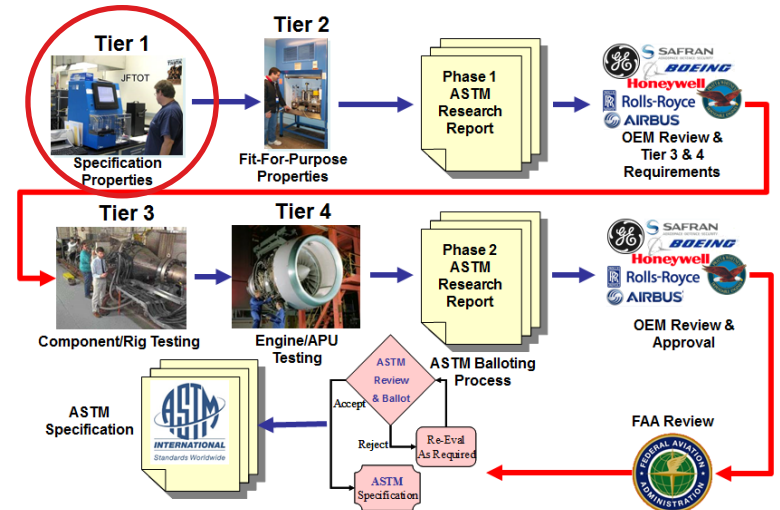 Tier 1
JFTOT
Specification
Properties
Tier 2
Fit-For-Purpose
Properties
Phase 1
ASTM
Research
Report
SAFRAN
BOEING
Honeywell
Rolls-Royce
AIRBUS
OEM Review &
Tier 3 & 4
Requirements
Tier 3
Component/Rig Testing
Tier 4
Engine/APU
Testing
Phase 2
ASTM
Research
Report
SAFRAN
BOEING
Honeywell
Rolls-Royce
AIRBUS
OEM Review &
Approval
ASTM Balloting
Process
ASTM
Review
& Ballot
Accept
Reject
Re-Eval
As Required
ASTM
Specification
ASTM
Specification
ASTM
INTERNATIONAL
Standards Worldwide
FAA Review
FEDERAL AVIATION
ADMINISTRATION